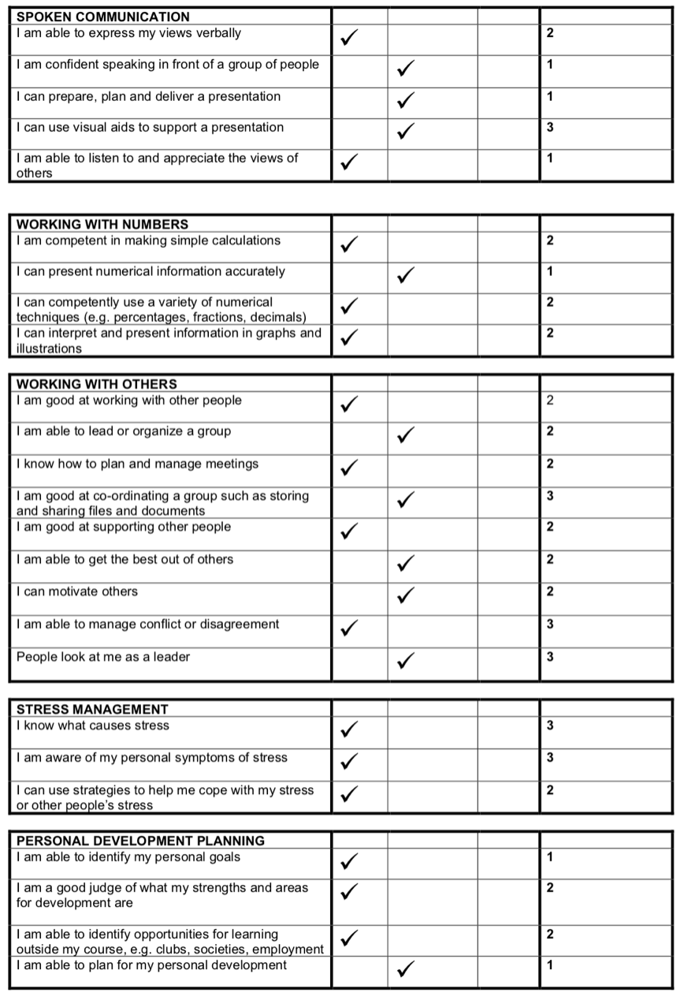 SPOKEN COMMUNICATION
I am able to express my views verbally ✓ 2
I am confident speaking in front of a group of people ✓ 1
I can prepare, plan and deliver a presentation ✓ 1
I can use visual aids to support a presentation ✓ 3
I am able to listen to and appreciate the views of
others ✓ 1
WORKING WITH NUMBERS
I am competent in making simple calculations ✓ 2
I can present numerical information accurately ✓ 1
I can competently use a variety of numerical
techniques (e.g. percentages, fractions, decimals) ✓ 2
I can interpret and present information in graphs and
illustrations ✓ 2
WORKING WITH OTHERS
I am good at working with other people ✓ 2
I am able to lead or organize a group ✓ 2
I know how to plan and manage meetings ✓ 2
I am good at co-ordinating a group such as storing
and sharing files and documents ✓ 3
I am good at supporting other people ✓ 2
I am able to get the best out of others ✓ 2
I can motivate others ✓ 2
I am able to manage conflict or disagreement ✓ 3
People look at me as a leader ✓ 3
STRESS MANAGEMENT
I know what causes stress ✓ 3
I am aware of my personal symptoms of stress ✓ 3
I can use strategies to help me cope with my stress
or other people's stress ✓ 2
PERSONAL DEVELOPMENT PLANNING
I am able to identify my personal goals ✓ 1
I am a good judge of what my strengths and areas
for development are ✓ 2
I am able to identify opportunities for learning
outside my course, e.g. clubs, societies, employment ✓ 2
I am able to plan for my personal development ✓ 1